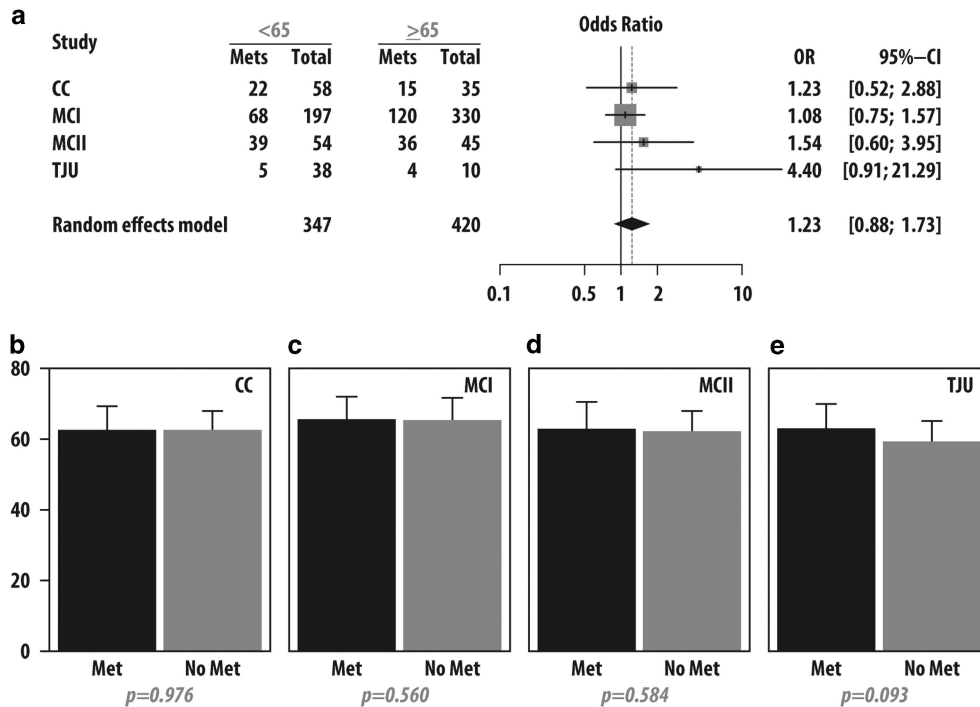 a
Study <65 ≥65 Odds Ratio
Mets Total Mets Total OR 95%–CI
CC 22 58 15 35 1.23 [0.52; 2.88]
MCI 68 197 120 330 1.08 [0.75; 1.57]
MCII 39 54 36 45 1.54 [0.60; 3.95]
TJU 5 38 4 10 4.40 [0.91; 21.29]
Random effects model 347 420 1.23 [0.88; 1.73]
0.1 0.5 1 2 10
b c d e
80
60
40
20
0
CC MCI MCII TJU
Met No Met Met No Met Met No Met Met No Met
p=0.976 p=0.560 p=0.584 p=0.093